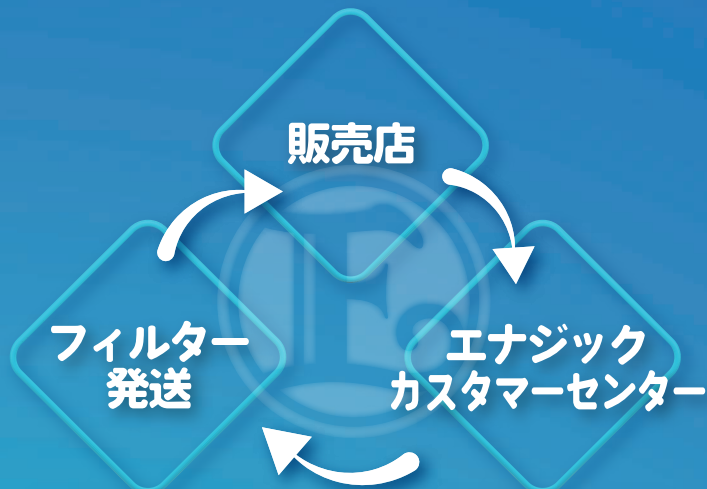 販売店
フィルター
発送
エナジック
カスタマーセンター
E